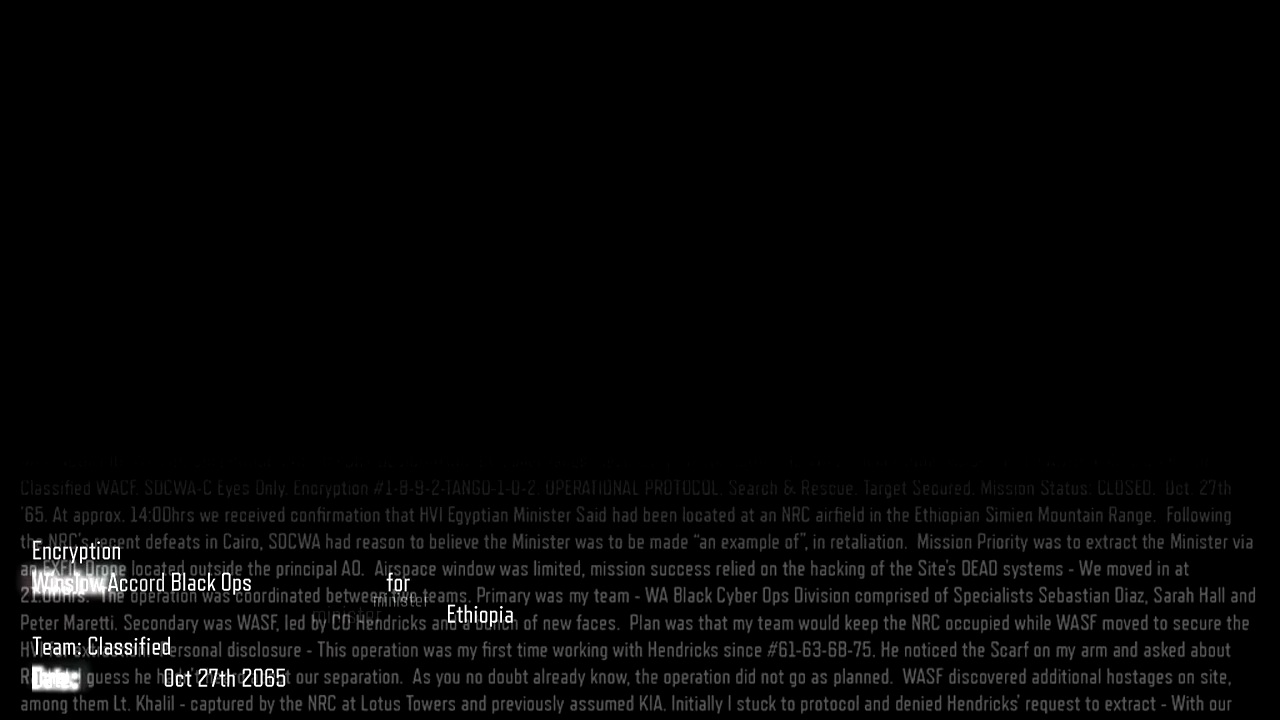 Classified WACF. SOCWA-C Eyes Only. Encryption #1-8-9-2-TANGO-1-0-2. OPERATIONAL PROTOCOL. Search & Rescue. Target Secured. Mission Status: CLOSED. Oct. 27th
'65. At approx. 14:00hrs we received confirmation that HVI Egyptian Minister Said had been located at an NRC airfield in the Ethiopian Simien Mountain Range. Following
the NRC's recent defeats in Cairo, SOCWA had reason to believe the Minister was to be made “an example of”, in retaliation. Mission Priority was to extract the Minister via
Encryption
located outside the principal AO. Airspace window was limited, mission success relied on the hacking of the Site's DEAD systems - We moved in at
Winslow Accord Black Ops for
21:00hrs. The operation was coordinated between two teams. Primary was my team - WA Black Cyber Ops Division comprised of Specialists Sebastian Diaz, Sarah Hall and
minister
minister
Ethiopia
Peter Maretti. Secondary was WASF, led by CO Hendricks and a bunch of new faces. Plan was that my team would keep the NRC occupied while WASF moved to secure the
Team: Classified
personal disclosure - This operation was my first time working with Hendricks since #61-63-68-75. He noticed the Scarf on my arm and asked about
Date: Oct 27th 2065
guess he our separation. As you no doubt already know, the operation did not go as planned. WASF discovered additional hostages on site,
among them Lt. Khalil - captured by the NRC at Lotus Towers and previously assumed KIA. Initially I stuck to protocol and denied Hendricks' request to extract - With our